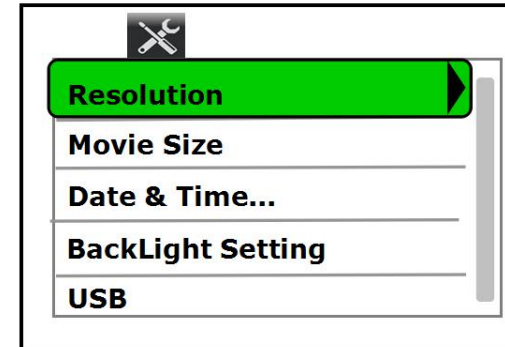 Resolution
Movie Size
Date & Time...
BackLight Setting
USB